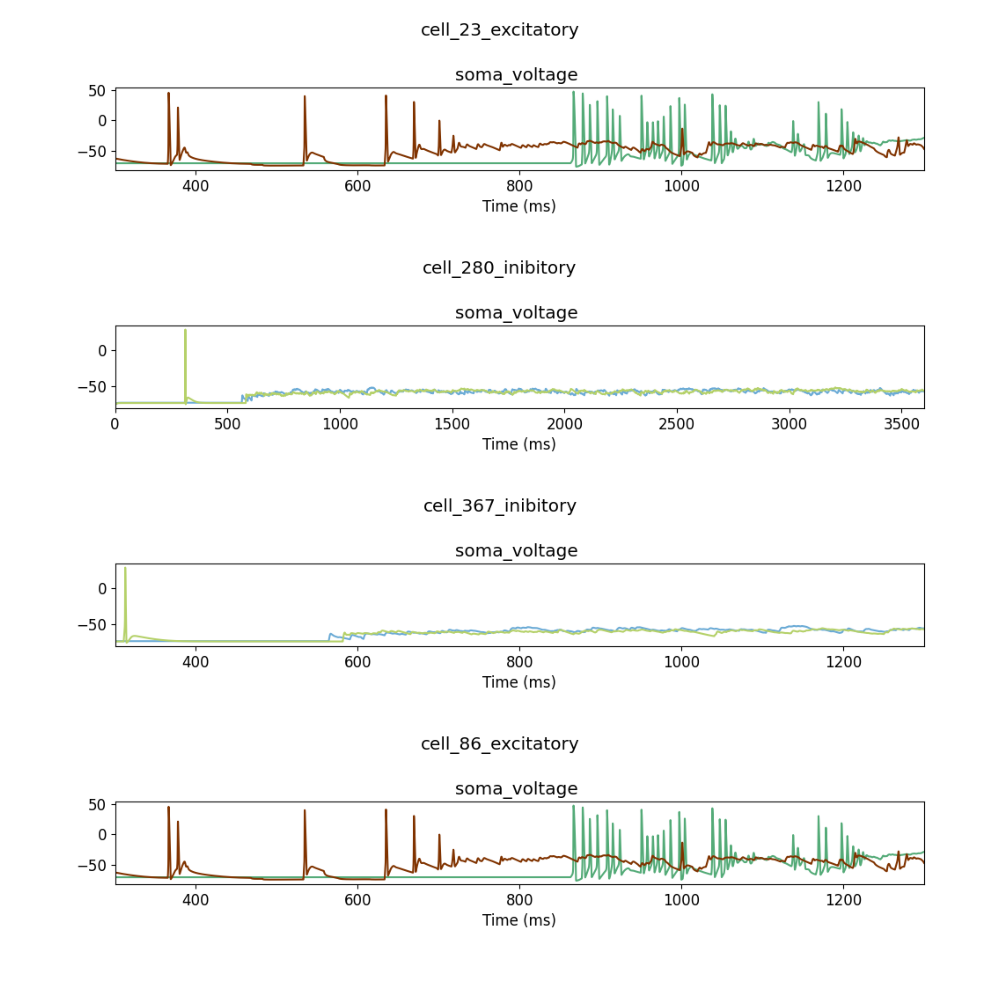 cell_23_excitatory
soma_voltage
50
0
−50
400 600 800 1000 1200
Time (ms)
cell_280_inibitory
soma_voltage
0
−50
0 500 1000 1500 2000 2500 3000 3500
Time (ms)
cell_367_inibitory
soma_voltage
0
−50
400 600 800 1000 1200
Time (ms)
cell_86_excitatory
soma_voltage
50
0
−50
400 600 800 1000 1200
Time (ms)